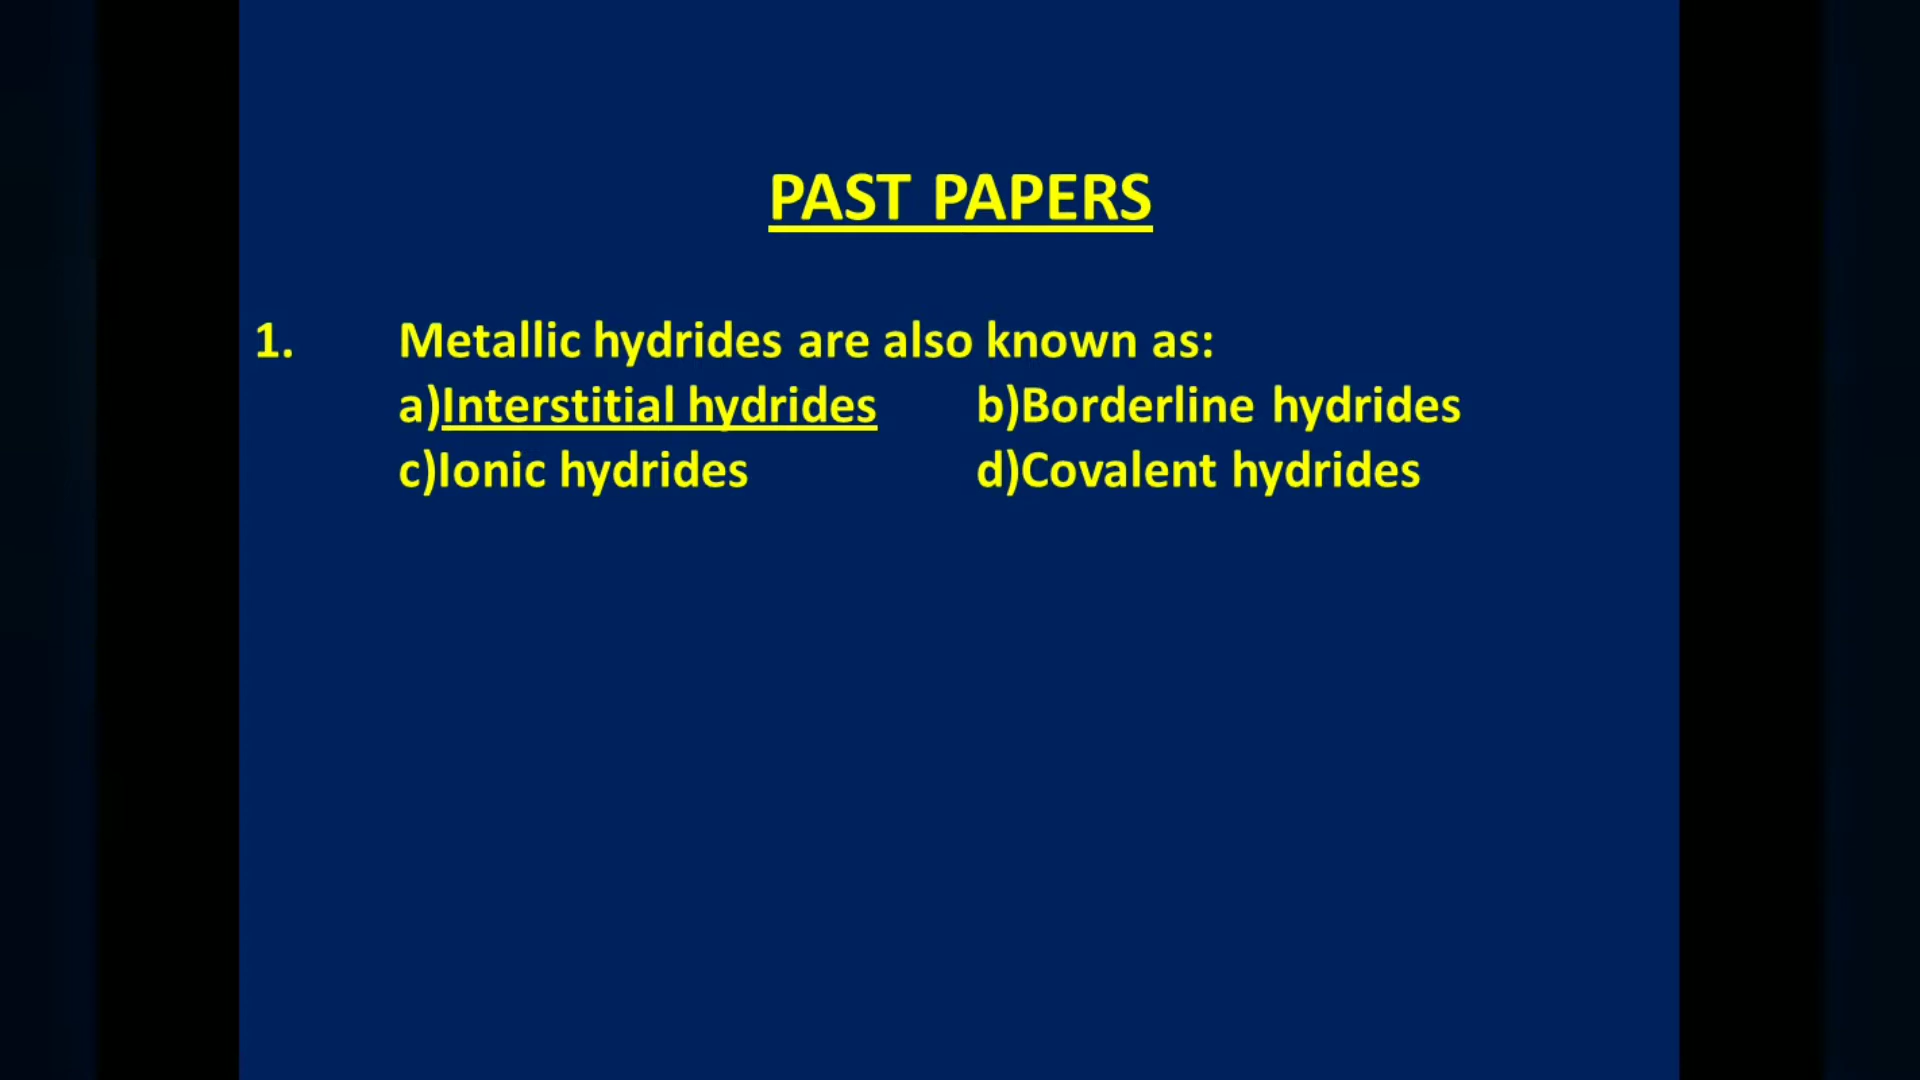 PAST PAPERS
1. Metallic hydrides are also known as:
a)Interstitial hydrides b)Borderline hydrides
c)Ionic hydrides d)Covalent hydrides